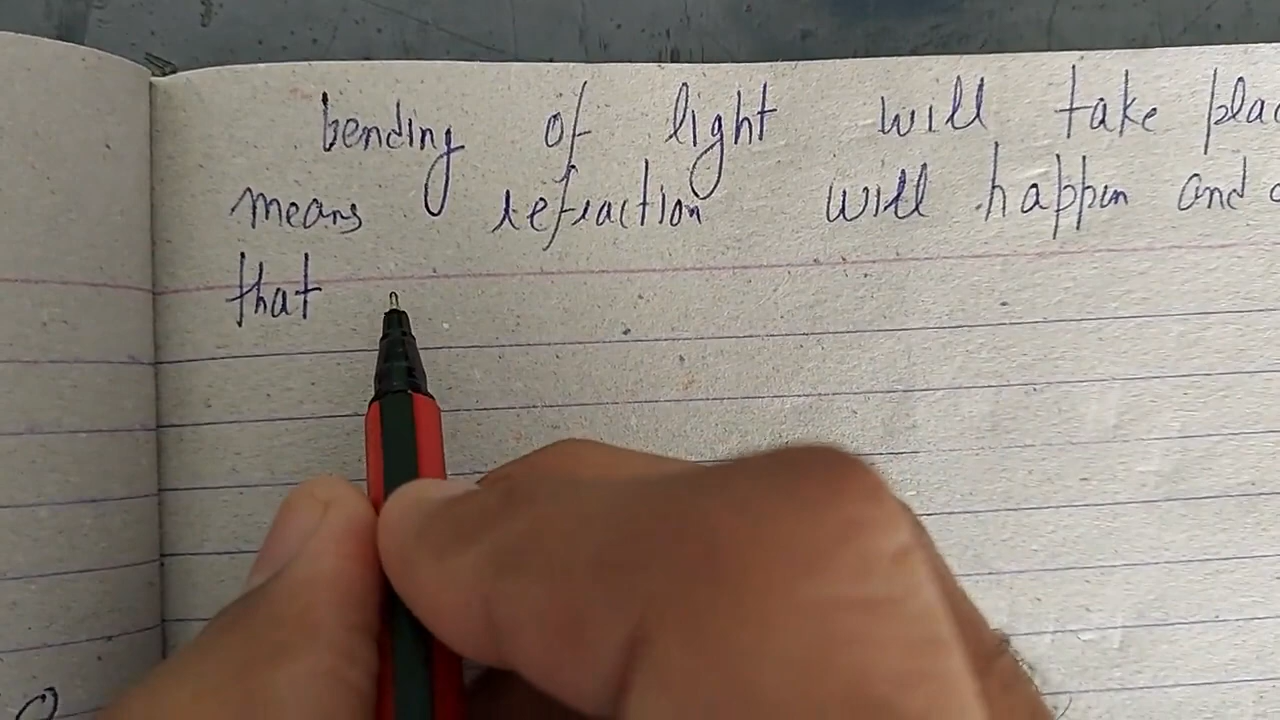 bending of light will take
means refraction will happen and
that